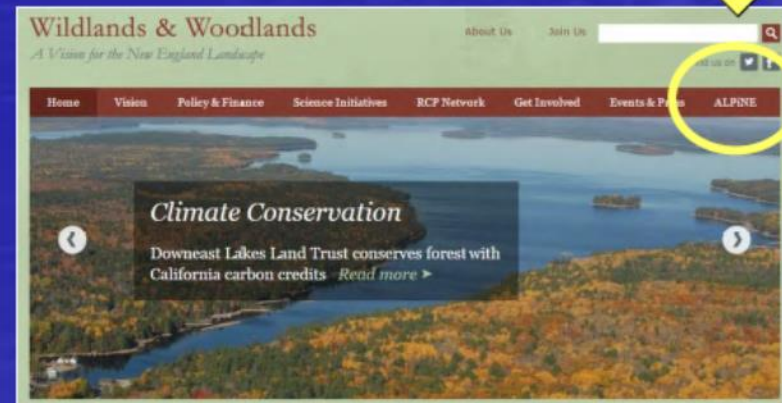 Wildlands & Woodlands
A Vision for the New England Landscape
About Us Join Us
us on
Home Vision Policy & Finance Science Initiatives RCP Network Get Involved Events & Press ALPiNE
Climate Conservation
Downeast Lakes Land Trust conserves forest with
California carbon credits Read more ➤